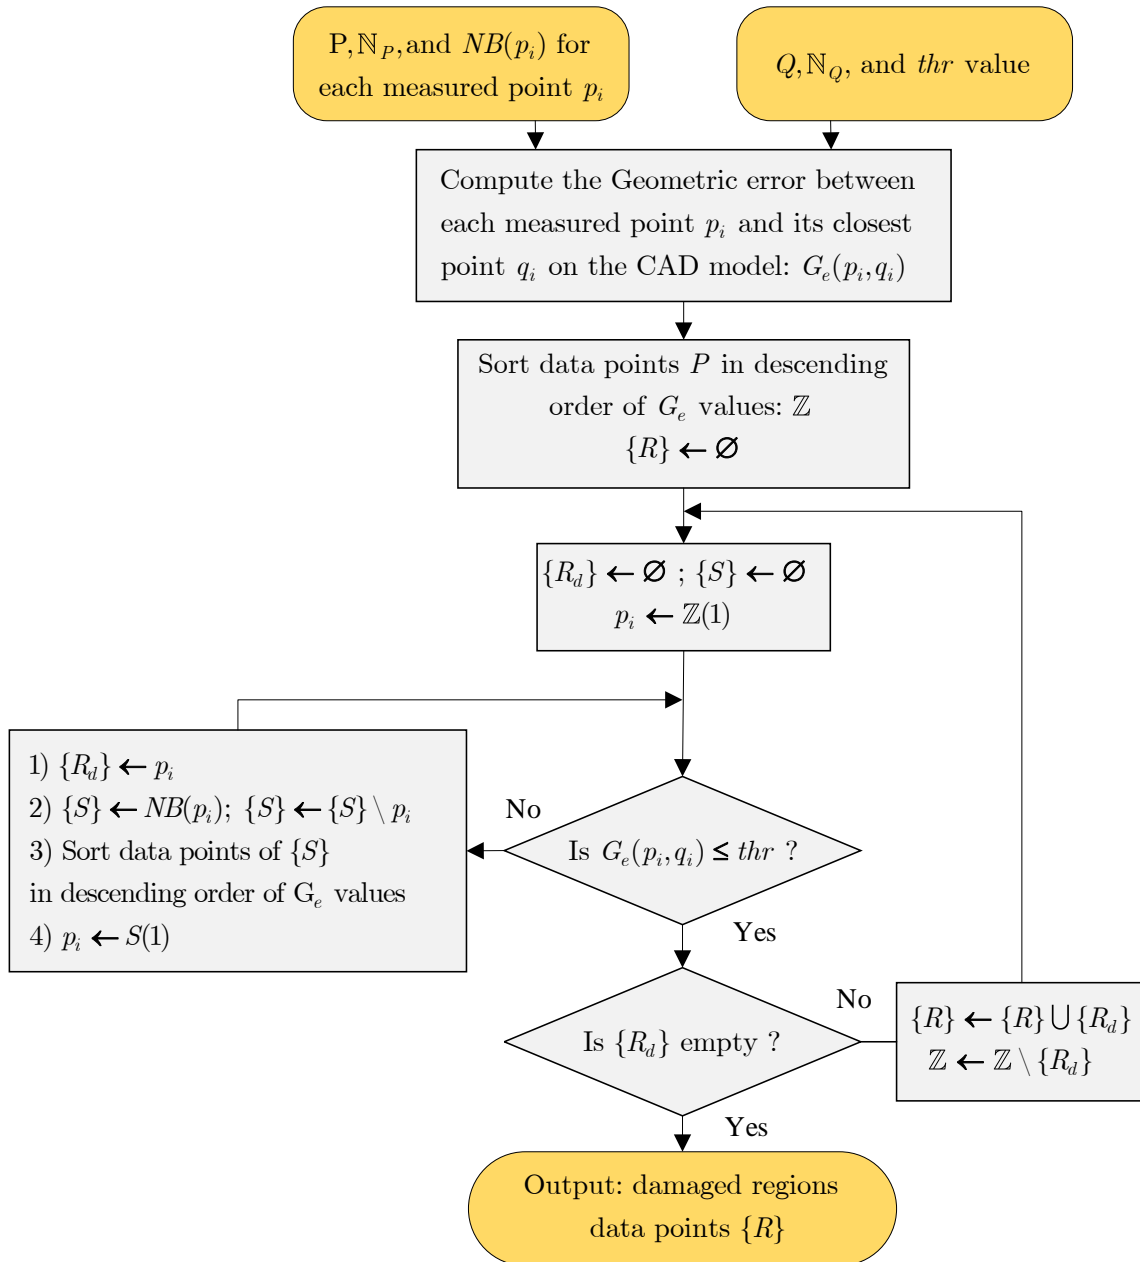 P, ℕ_P, and NB(p_i) for
each measured point p_i
Q, ℕ_Q, and thr value
Compute the Geometric error between
each measured point p_i and its closest
point q_i on the CAD model: G_e(p_i, q_i)
Sort data points P in descending
order of G_e values: ℤ
{R} ← ∅
{R_d} ← ∅ ; {S} ← ∅
p_i ← ℤ(1)
1) {R_d} ← p_i
2) {S} ← NB(p_i); {S} ← {S} \ p_i
3) Sort data points of {S}
in descending order of G_e values
4) p_i ← S(1)
No
Is G_e(p_i, q_i) ≤ thr ?
Yes
Is {R_d} empty ?
No
{R} ← {R} ⋃ {R_d}
ℤ ← ℤ \ {R_d}
Yes
Output: damaged regions
data points {R}